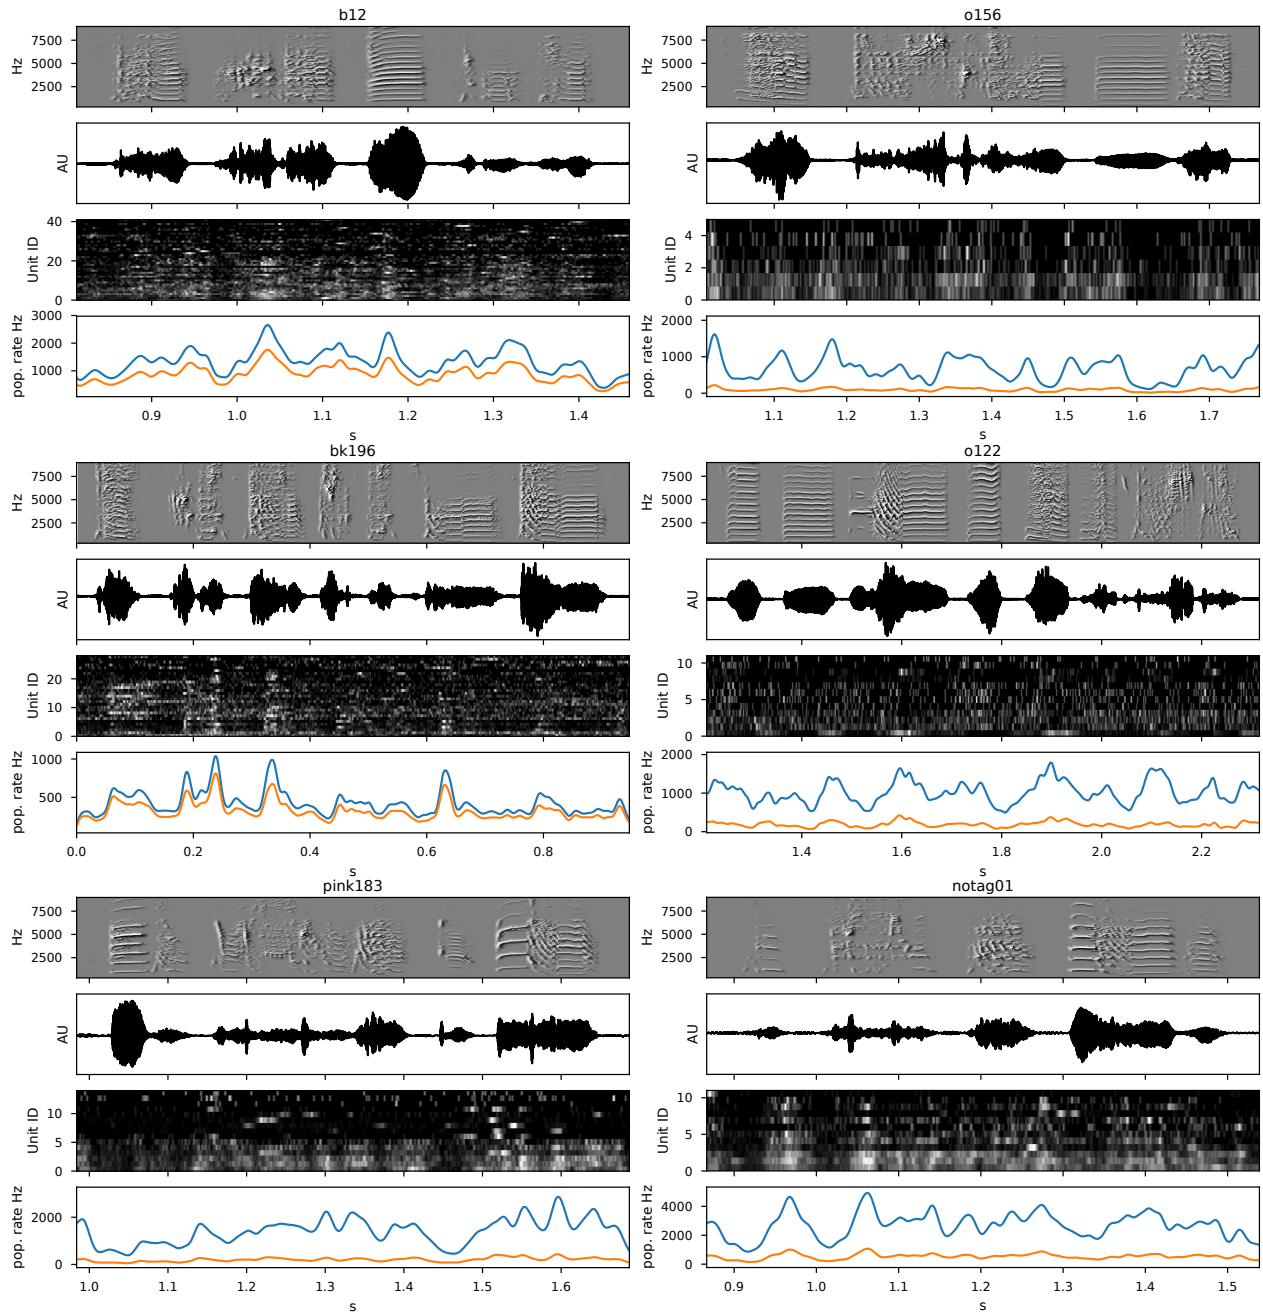 b12
7500
5000
2500
Hz
AU
40
20
0
Unit ID
3000
1000
pop. rate Hz
0.9 1.0 1.1 1.2 1.3 1.4
s
o156
7500
5000
2500
Hz
AU
4
2
0
Unit ID
2000
1000
0
pop. rate Hz
1.1 1.2 1.3 1.4 1.5 1.6 1.7
s
bk196
7500
5000
2500
Hz
AU
20
10
0
Unit ID
1000
500
pop. rate Hz
0.0 0.2 0.4 0.6 0.8
s
o122
7500
5000
2500
Hz
AU
10
5
0
Unit ID
2000
1000
0
pop. rate Hz
1.4 1.6 1.8 2.0 2.2
s
pink183
7500
5000
2500
Hz
AU
10
5
0
Unit ID
2000
0
pop. rate Hz
1.0 1.1 1.2 1.3 1.4 1.5 1.6
s
notag01
7500
5000
2500
Hz
AU
10
5
0
Unit ID
4000
2000
0
pop. rate Hz
0.9 1.0 1.1 1.2 1.3 1.4 1.5
s